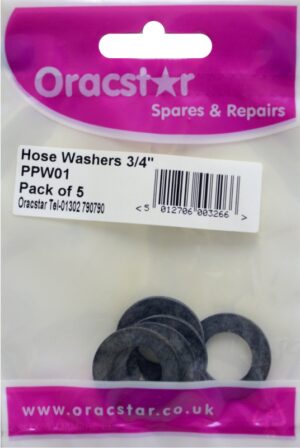 Oracstar
Spares & Repairs
Hose Washers 3/4"
PPW01
Pack of 5
Oracstar Tel-01302 790790
< 5 012706 003266 >
www.oracstar.co.uk